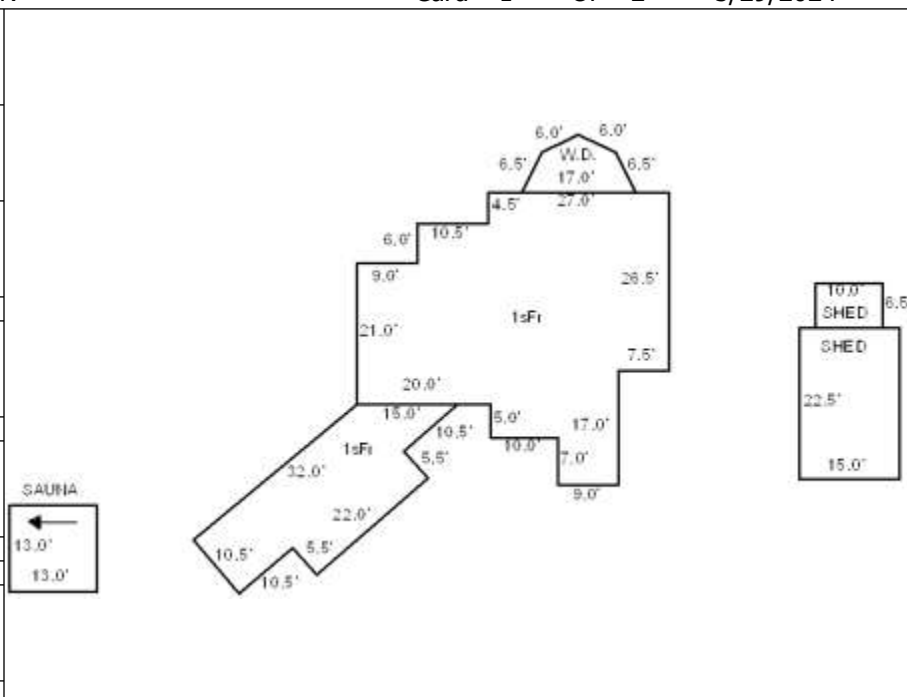 6.0' 6.0'
W.D.
6.5' 6.5'
17.0'
4.5' 27.0'
6.0' 10.5'
9.0'
26.5'
10.0' 6.5'
1sFr SHED
21.0'
SHED
7.5'
20.0'
22.5'
15.0' 5.0' 17.0'
10.5' 10.0'
1sFr 5.5' 7.0'
32.0' 15.0'
SAUNA 9.0'
22.0'
13.0' 10.5' 5.5'
13.0' 10.5'